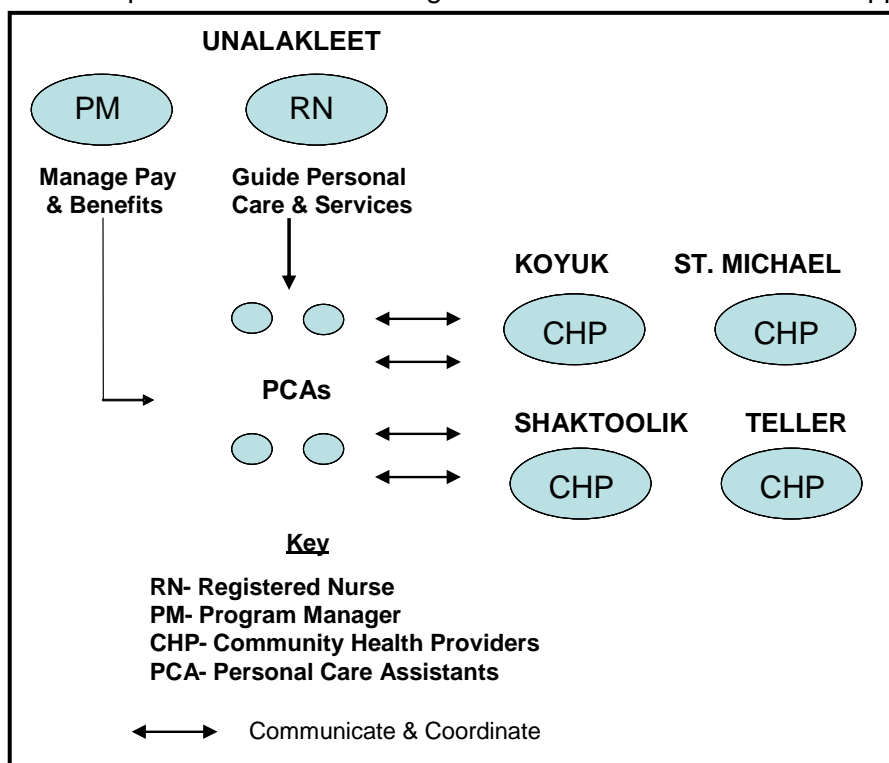 UNALAKLEET
PM RN
Manage Pay
& Benefits
Guide Personal
Care & Services
KOYUK ST. MICHAEL
CHP CHP
PCAs
SHAKTOOLIK TELLER
CHP CHP
Key
RN- Registered Nurse
PM- Program Manager
CHP- Community Health Providers
PCA- Personal Care Assistants
Communicate & Coordinate